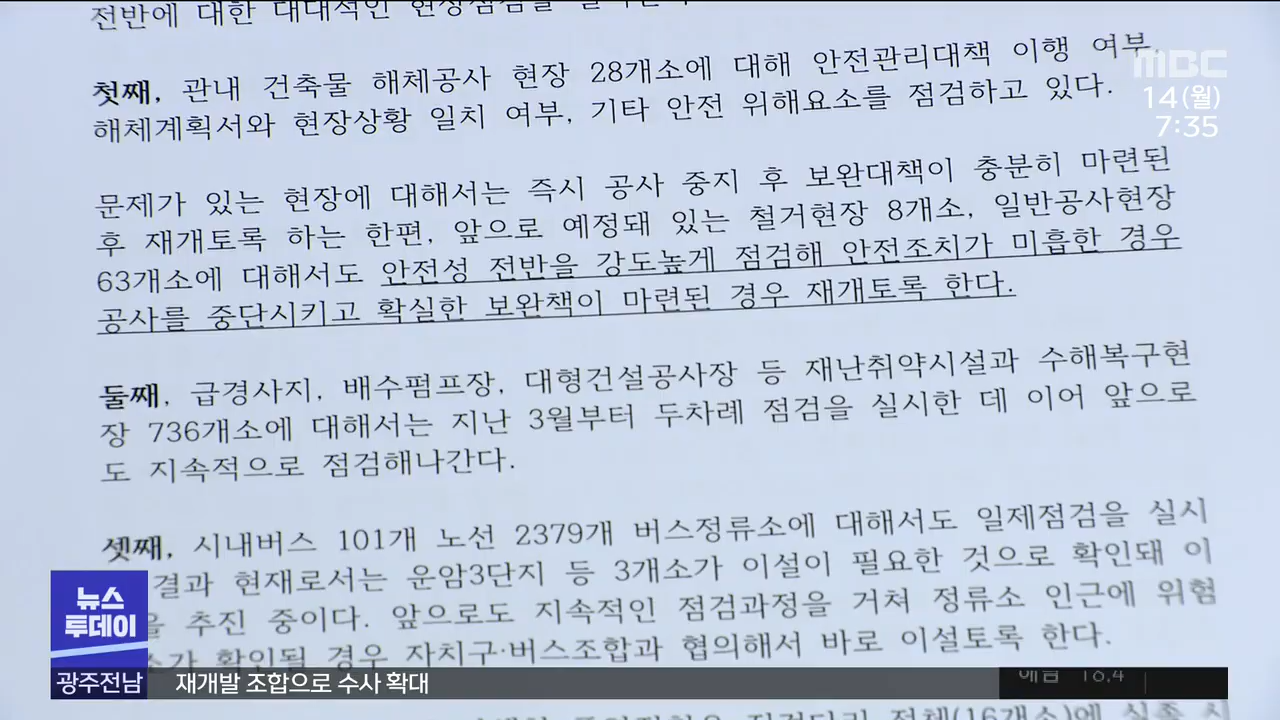 전반에 대한 대대적인 현장점검을
첫째, 관내 건축물 해체공사 현장 28개소에 대해 안전관리대책 이행 여부,
해체계획서와 현장상황 일치 여부, 기타 안전 위해요소를 점검하고 있다.
문제가 있는 현장에 대해서는 즉시 공사 중지 후 보완대책이 충분히 마련된
후 재개토록 하는 한편, 앞으로 예정돼 있는 철거현장 8개소, 일반공사현장
63개소에 대해서도 안전성 전반을 강도높게 점검해 안전조치가 미흡한 경우
공사를 중단시키고 확실한 보완책이 마련된 경우 재개토록 한다.
둘째, 급경사지, 배수펌프장, 대형건설공사장 등 재난취약시설과 수해복구현
장 736개소에 대해서는 지난 3월부터 두차례 점검을 실시한 데 이어 앞으로
도 지속적으로 점검해나간다.
셋째, 시내버스 101개 노선 2379개 버스정류소에 대해서도 일제점검을 실시
결과 현재로서는 운암3단지 등 3개소가 이설이 필요한 것으로 확인돼 이
을 추진 중이다. 앞으로도 지속적인 점검과정을 거쳐 정류소 인근에 위험
소가 확인될 경우 자치구·버스조합과 협의해서 바로 이설토록 한다.
전체(16개소)에
MBC
14(월)
7:35
뉴스
투데이
광주전남
재개발 조합으로 수사 확대